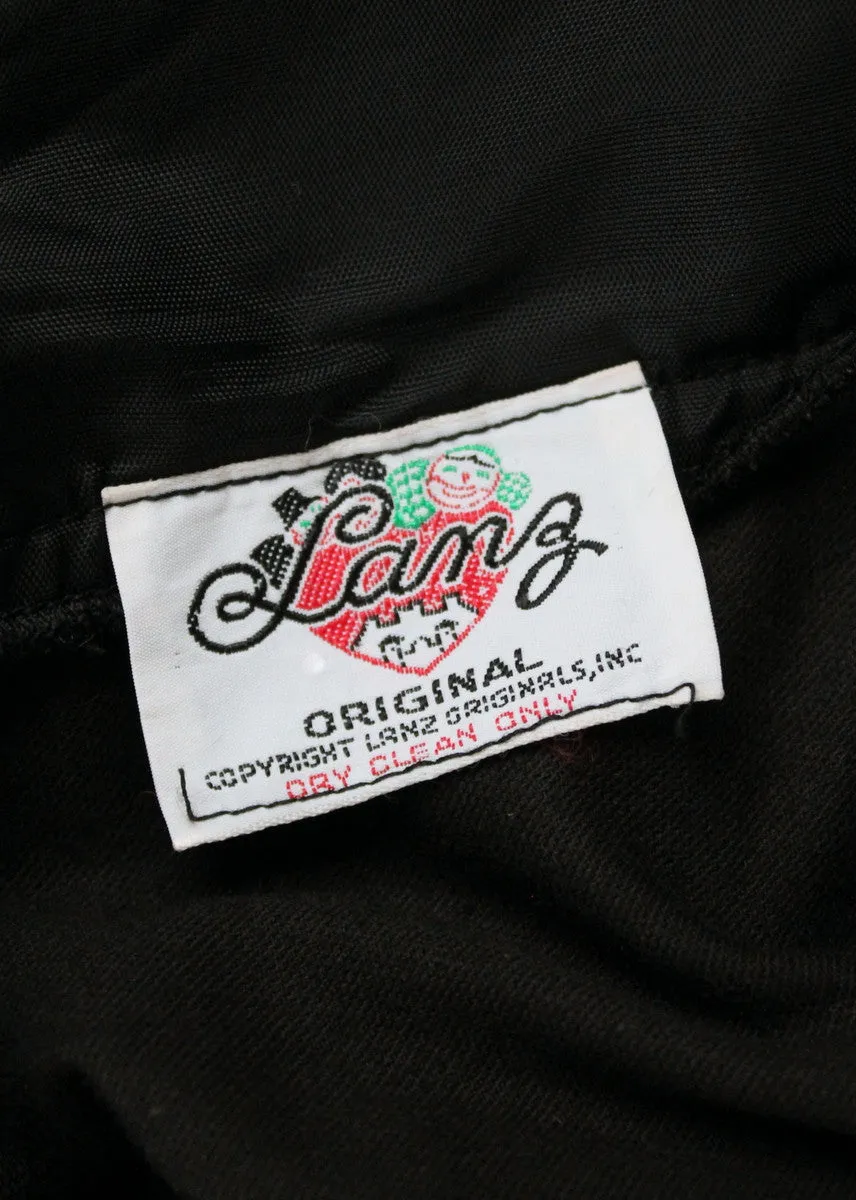 Lanz
ORIGINAL
COPYRIGHT LANZ ORIGINALS, INC
DRY CLEAN ONLY